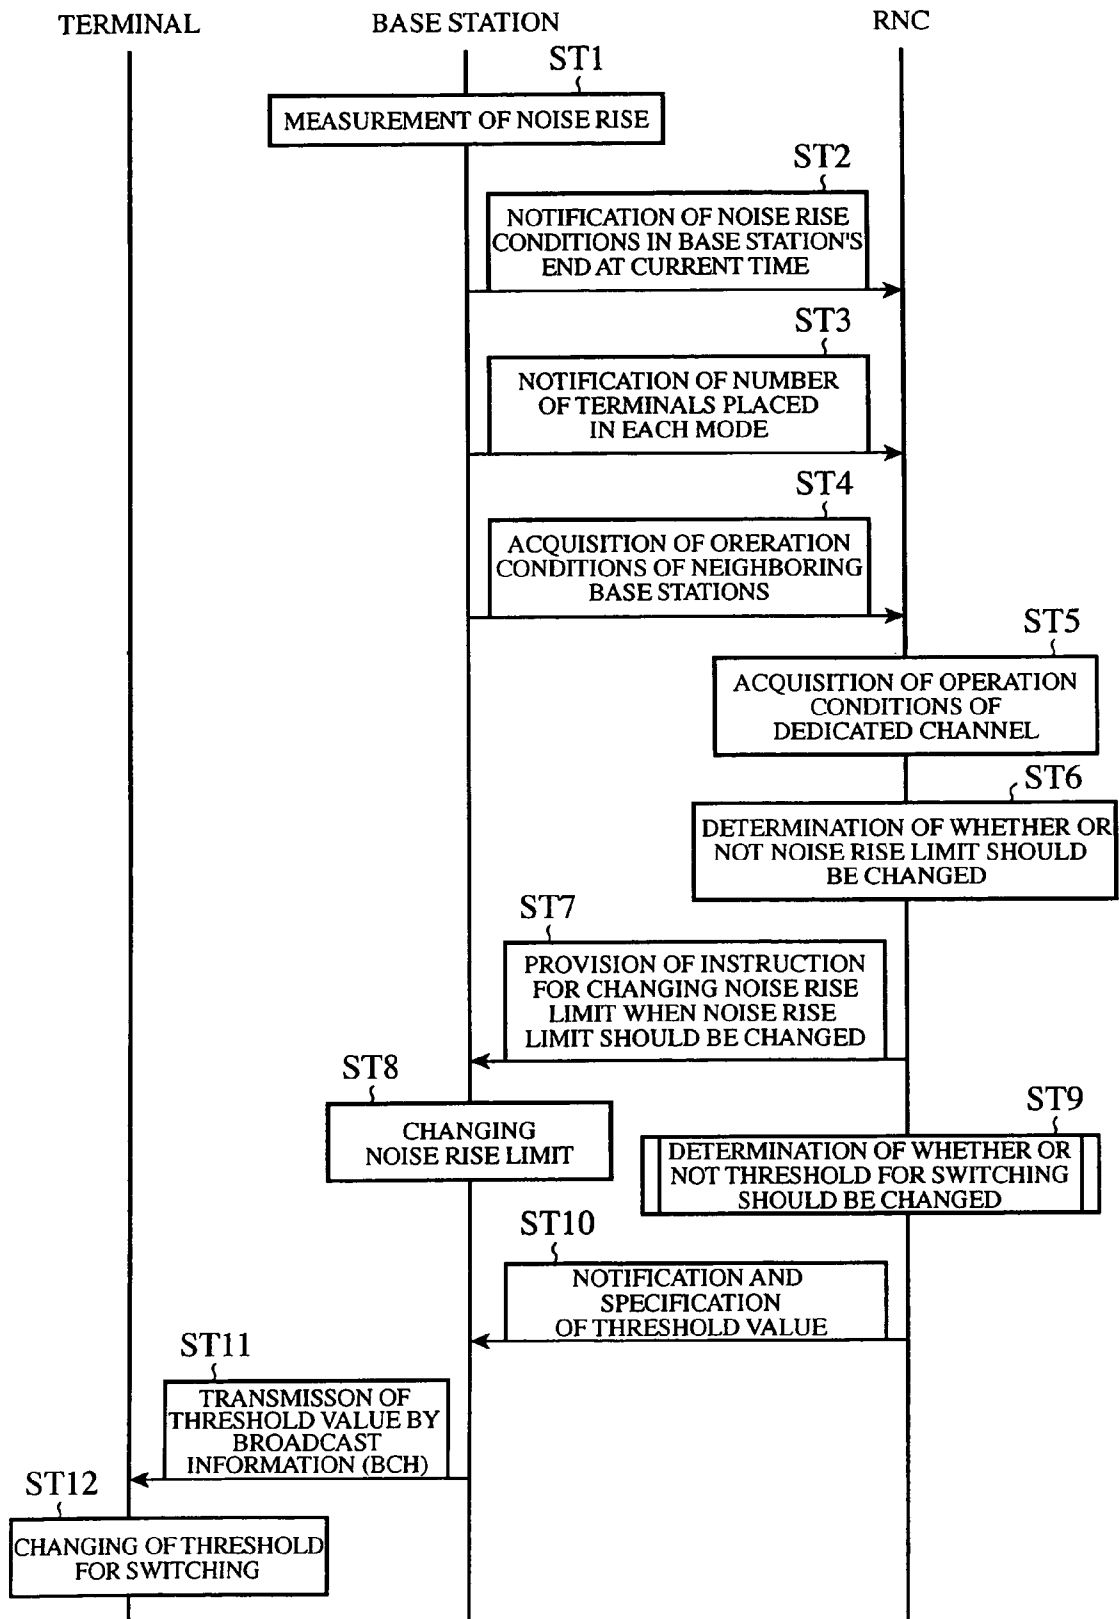 TERMINAL
BASE STATION
RNC
ST1
MEASUREMENT OF NOISE RISE
ST2
NOTIFICATION OF NOISE RISE
CONDITIONS IN BASE STATION'S
END AT CURRENT TIME
ST3
NOTIFICATION OF NUMBER
OF TERMINALS PLACED
IN EACH MODE
ST4
ACQUISITION OF ORERATION
CONDITIONS OF NEIGHBORING
BASE STATIONS
ST5
ACQUISITION OF OPERATION
CONDITIONS OF
DEDICATED CHANNEL
ST6
DETERMINATION OF WHETHER OR
NOT NOISE RISE LIMIT SHOULD
BE CHANGED
ST7
PROVISION OF INSTRUCTION
FOR CHANGING NOISE RISE
LIMIT WHEN NOISE RISE
LIMIT SHOULD BE CHANGED
ST8
CHANGING
NOISE RISE LIMIT
ST9
DETERMINATION OF WHETHER OR
NOT THRESHOLD FOR SWITCHING
SHOULD BE CHANGED
ST10
NOTIFICATION AND
SPECIFICATION
OF THRESHOLD VALUE
ST11
TRANSMISSON OF
THRESHOLD VALUE BY
BROADCAST
INFORMATION (BCH)
ST12
CHANGING OF THRESHOLD
FOR SWITCHING